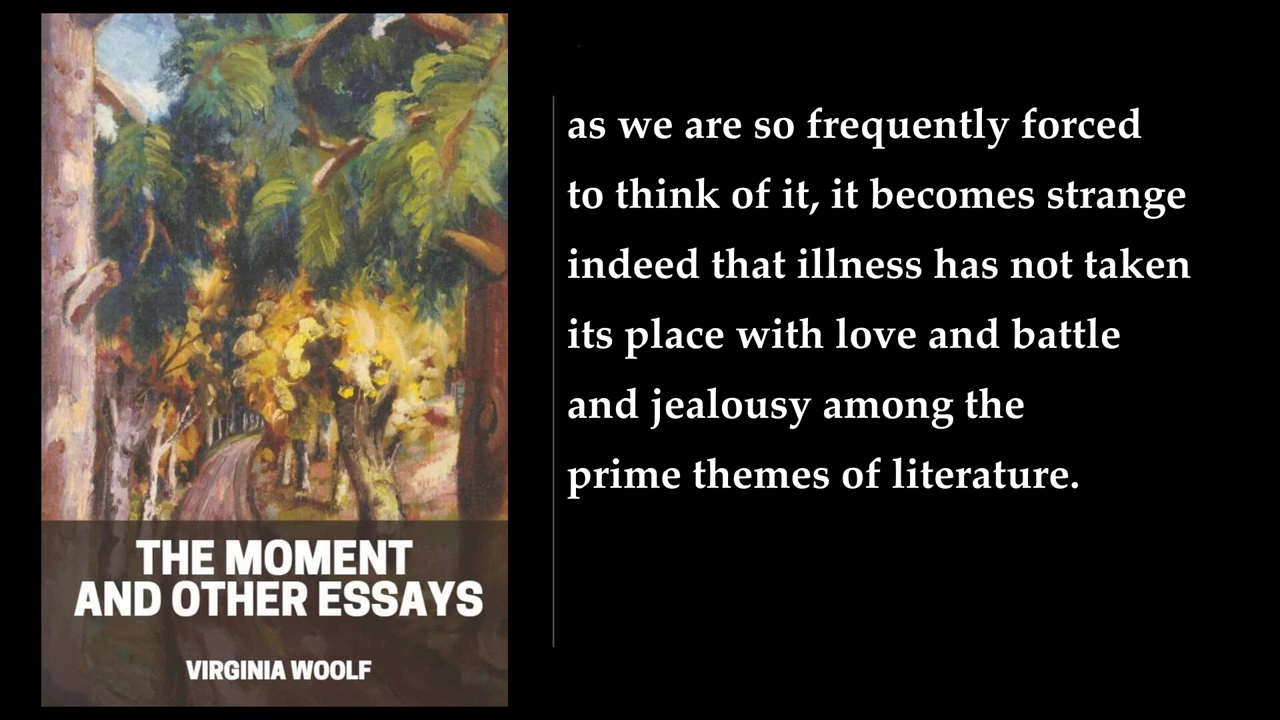 THE MOMENT
AND OTHER ESSAYS
VIRGINIA WOOLF
as we are so frequently forced
to think of it, it becomes strange
indeed that illness has not taken
its place with love and battle
and jealousy among the
prime themes of literature.